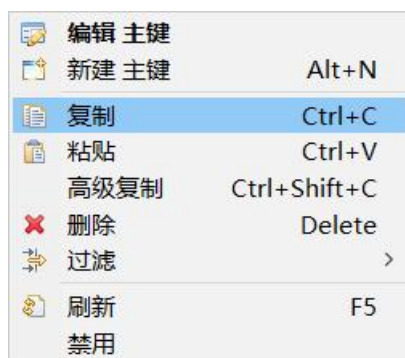 编辑 主键
新建 主键 Alt+N
复制 Ctrl+C
粘贴 Ctrl+V
高级复制 Ctrl+Shift+C
删除 Delete
过滤
刷新 F5
禁用